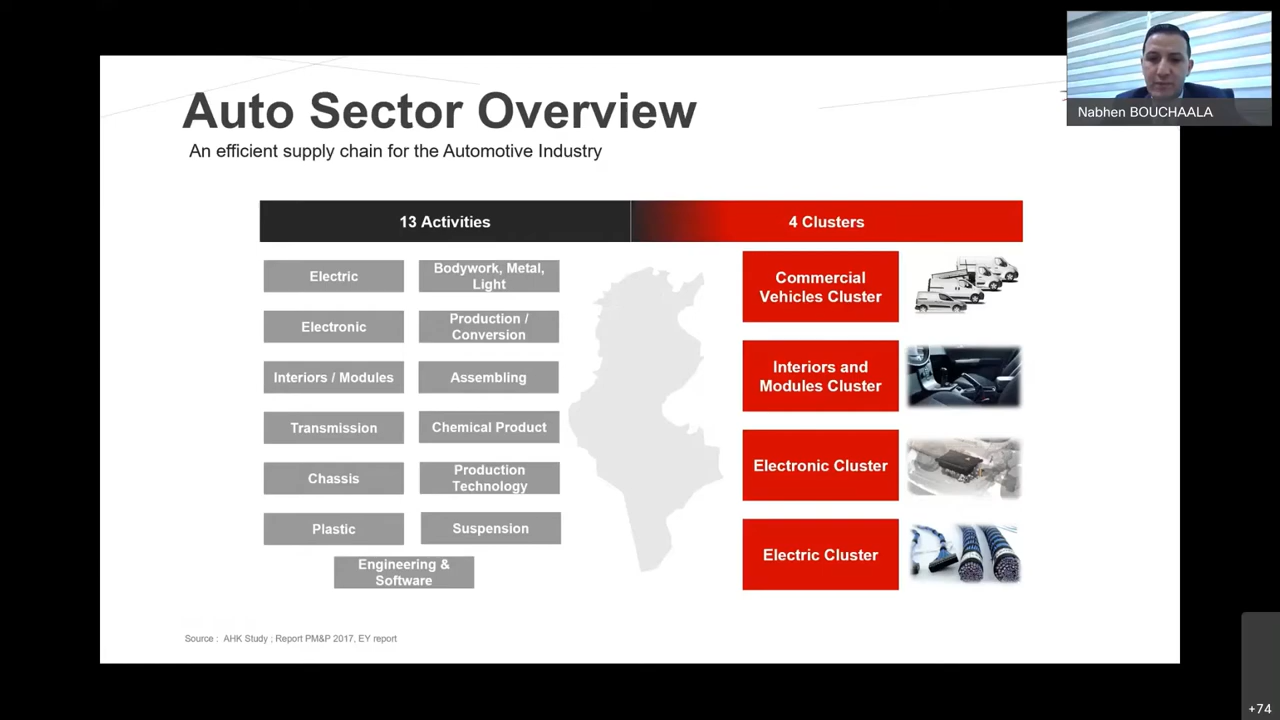 Auto Sector Overview
An efficient supply chain for the Automotive Industry
Nabhen BOUCHAALA
13 Activities
4 Clusters
Electric
Bodywork, Metal,
Light
Electronic
Production /
Conversion
Interiors / Modules
Assembling
Transmission
Chemical Product
Chassis
Production
Technology
Plastic
Suspension
Engineering &
Software
Commercial
Vehicles Cluster
Interiors and
Modules Cluster
Electronic Cluster
Electric Cluster
Source : AHK Study ; Report PM&P 2017, EY report
+74